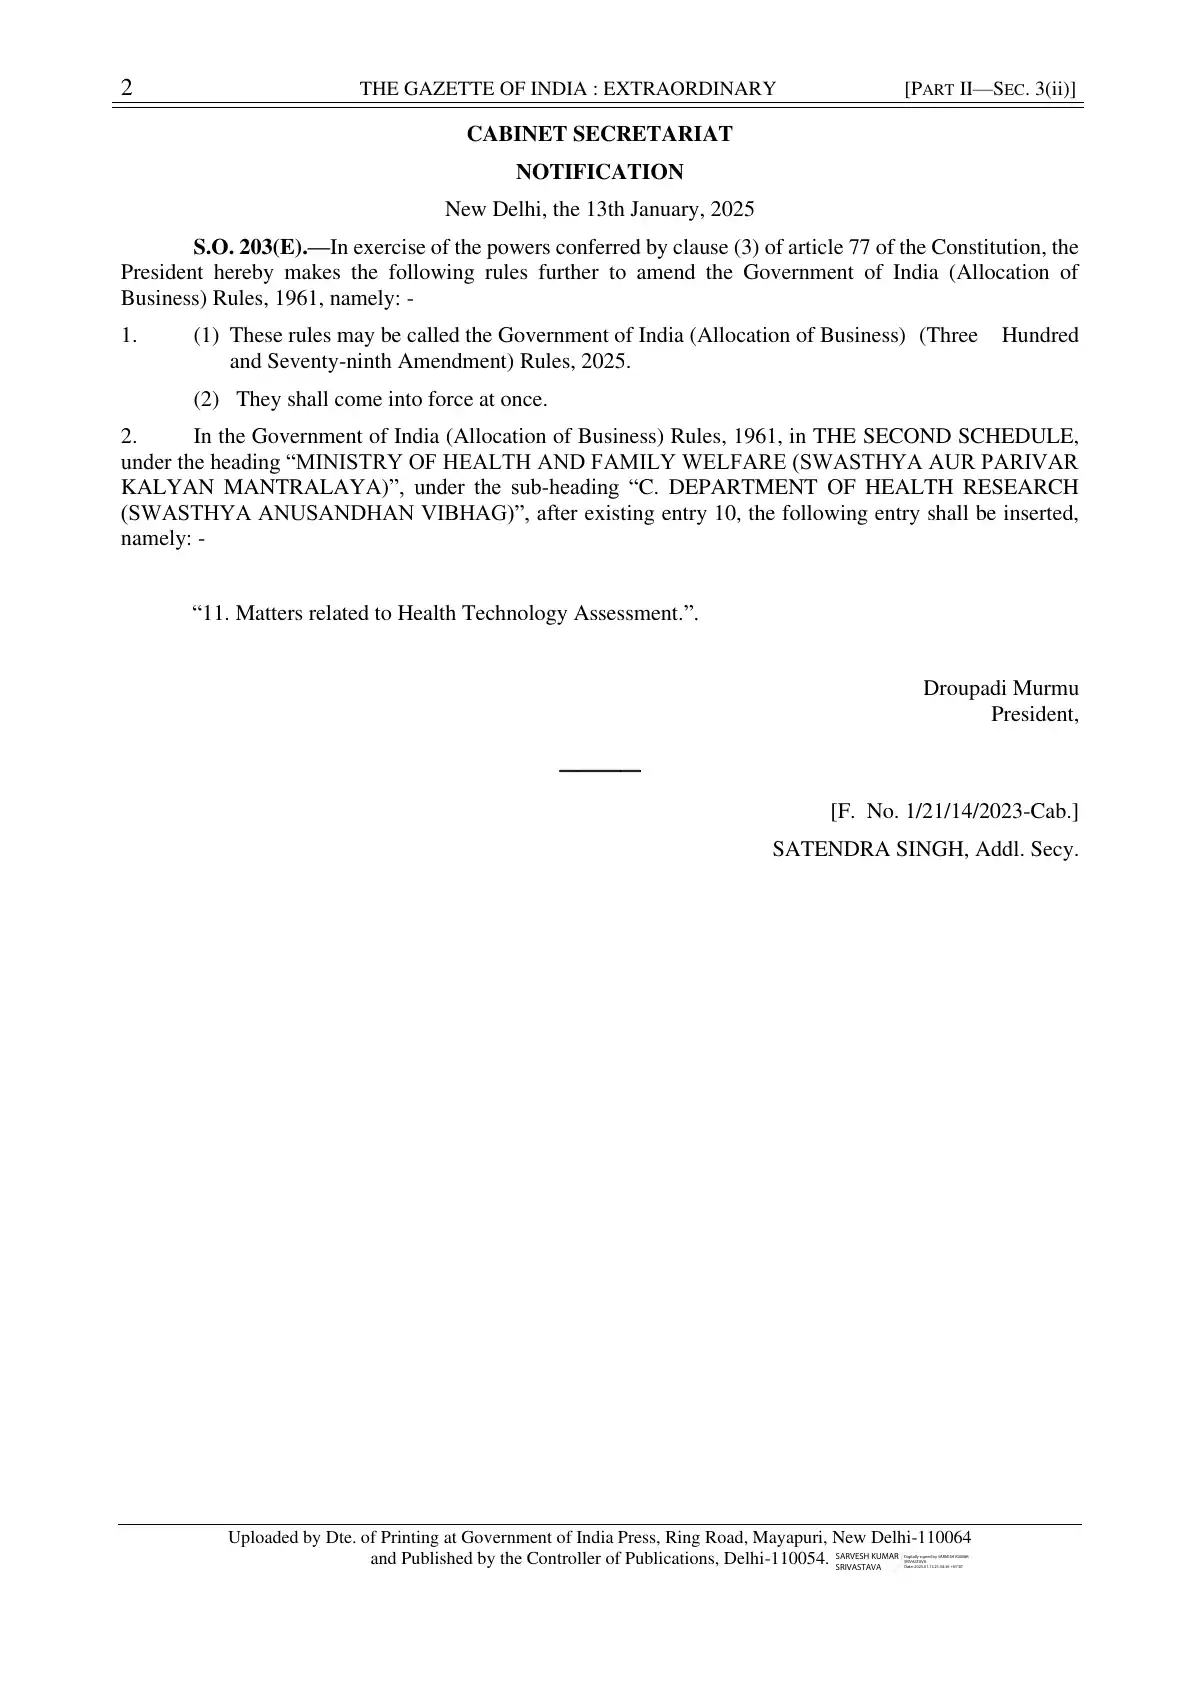 2 THE GAZETTE OF INDIA : EXTRAORDINARY [PART II—SEC. 3(ii)]
CABINET SECRETARIAT
NOTIFICATION
New Delhi, the 13th January, 2025
S.O. 203(E).—In exercise of the powers conferred by clause (3) of article 77 of the Constitution, the
President hereby makes the following rules further to amend the Government of India (Allocation of
Business) Rules, 1961, namely: -
1. (1) These rules may be called the Government of India (Allocation of Business) (Three Hundred
and Seventy-ninth Amendment) Rules, 2025.
(2) They shall come into force at once.
2. In the Government of India (Allocation of Business) Rules, 1961, in THE SECOND SCHEDULE,
under the heading “MINISTRY OF HEALTH AND FAMILY WELFARE (SWASTHYA AUR PARIVAR
KALYAN MANTRALAYA)”, under the sub-heading “C. DEPARTMENT OF HEALTH RESEARCH
(SWASTHYA ANUSANDHAN VIBHAG)”, after existing entry 10, the following entry shall be inserted,
namely: -
“11. Matters related to Health Technology Assessment.”.
Droupadi Murmu
President,
[F. No. 1/21/14/2023-Cab.]
SATENDRA SINGH, Addl. Secy.
Uploaded by Dte. of Printing at Government of India Press, Ring Road, Mayapuri, New Delhi-110064
and Published by the Controller of Publications, Delhi-110054.
SARVESH KUMAR
SRIVASTAVA
Digitally signed by SARVESH KUMAR
SRIVASTAVA